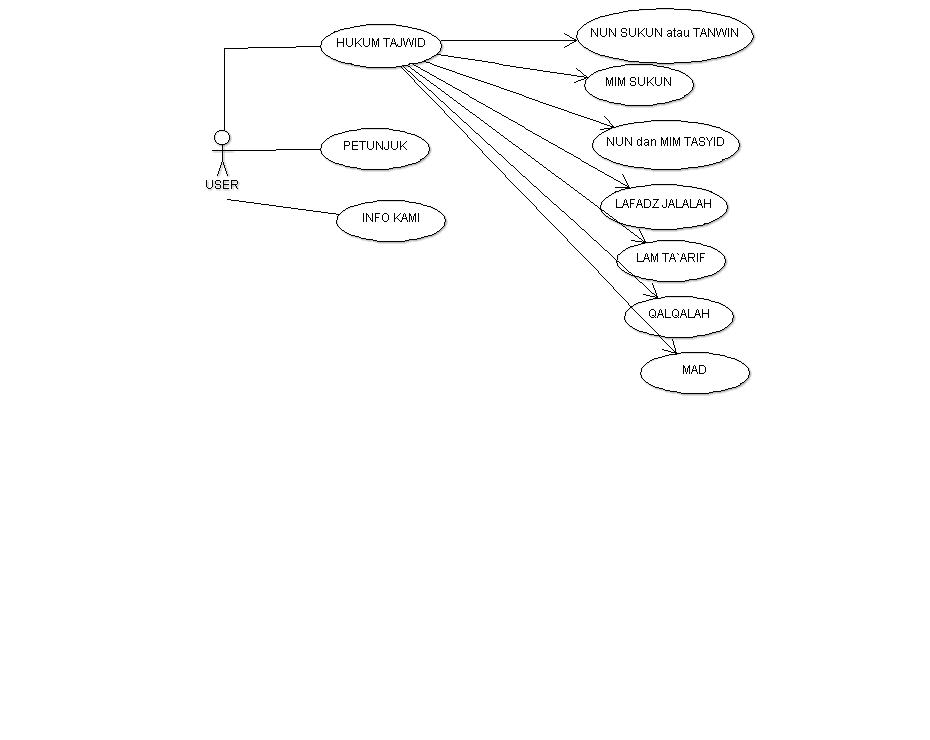 HUKUM TAJWID
NUN SUKUN atau TANWIN
MIM SUKUN
NUN dan MIM TASYID
PETUNJUK
USER
LAFADZ JALALAH
INFO KAMI
LAM TA`ARIF
QALQALAH
MAD